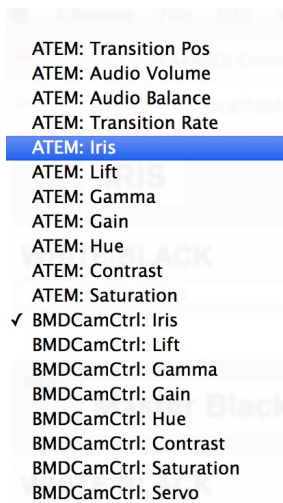 ATEM: Transition Pos
ATEM: Audio Volume
ATEM: Audio Balance
ATEM: Transition Rate
ATEM: Iris
ATEM: Lift
ATEM: Gamma
ATEM: Gain
ATEM: Hue
ATEM: Contrast
ATEM: Saturation
✓ BMDCamCtrl: Iris
BMDCamCtrl: Lift
BMDCamCtrl: Gamma
BMDCamCtrl: Gain
BMDCamCtrl: Hue
BMDCamCtrl: Contrast
BMDCamCtrl: Saturation
BMDCamCtrl: Servo